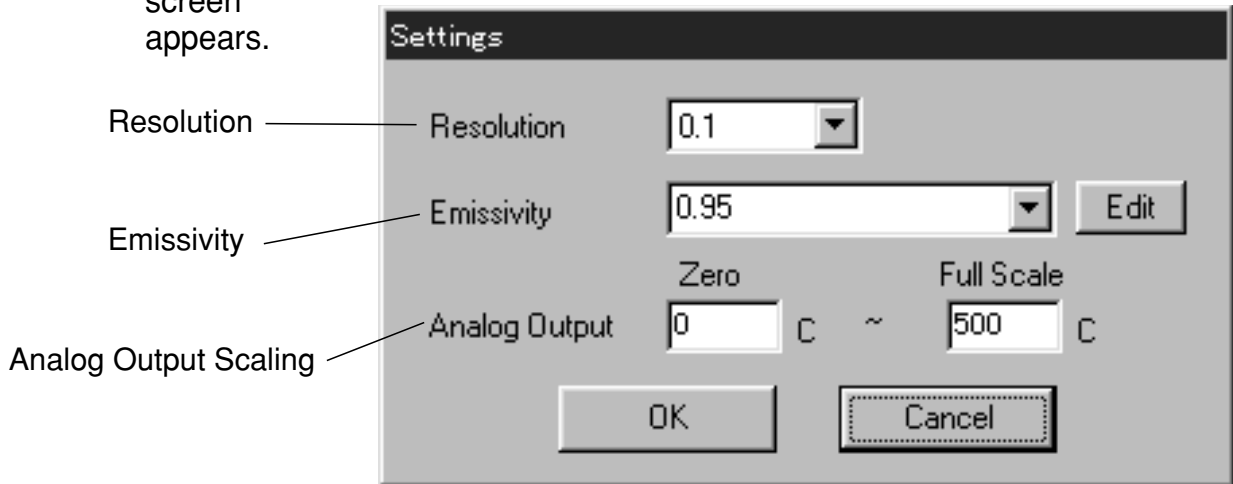 screen
appears.
Settings
Resolution
Resolution
0.1
Emissivity
Emissivity
0.95
Edit
Zero
Full Scale
Analog Output Scaling
Analog Output
0
C
~
500
C
OK
Cancel